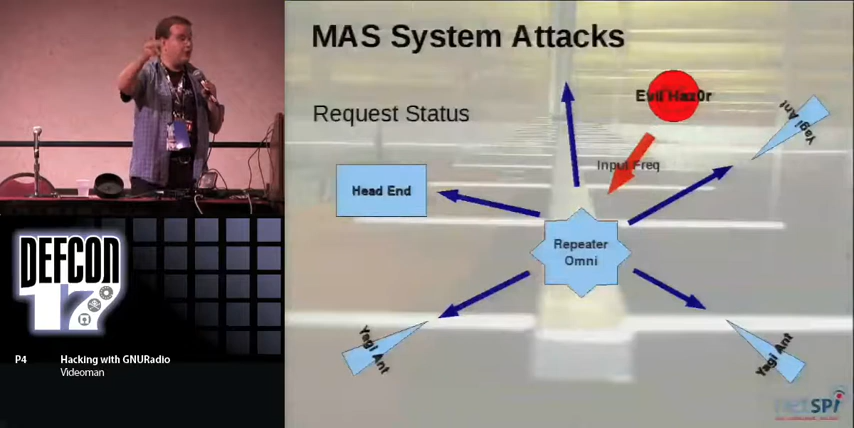 MAS System Attacks
Request Status
Evil Haz0r
Yagi Ant
Input Freq
Head End
Repeater
Omni
Yagi Ant
Yagi Ant
netSPi
DEFCON
17
P4 Hacking with GNURadio
Videoman